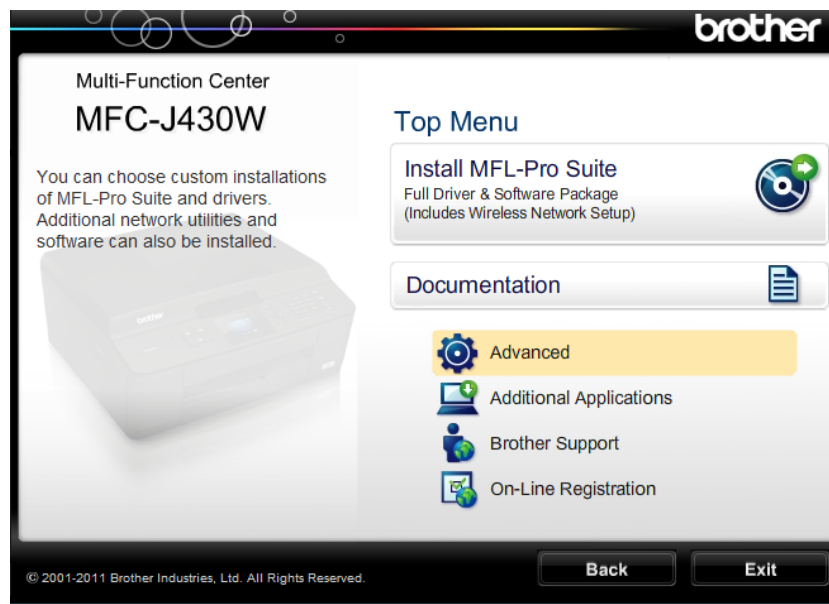 brother
Multi-Function Center
MFC-J430W
You can choose custom installations
of MFL-Pro Suite and drivers.
Additional network utilities and
software can also be installed.
brother
Top Menu
Install MFL-Pro Suite
Full Driver & Software Package
(Includes Wireless Network Setup)
Documentation
Advanced
Additional Applications
Brother Support
On-Line Registration
© 2001-2011 Brother Industries, Ltd. All Rights Reserved.
Back
Exit